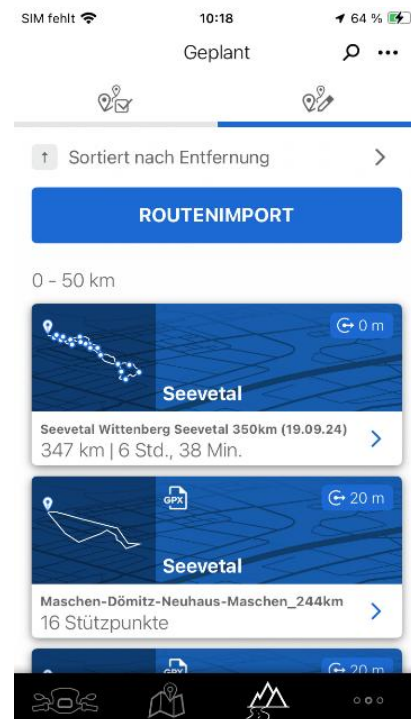 SIM fehlt 10:18 64 %
Geplant
Sortiert nach Entfernung
ROUTENIMPORT
0 - 50 km
0 m
Seevetal
Seevetal Wittenberg Seevetal 350km (19.09.24)
347 km | 6 Std., 38 Min.
GPX 20 m
Seevetal
Maschen-Dömitz-Neuhaus-Maschen_244km
16 Stützpunkte
GPX 20 m